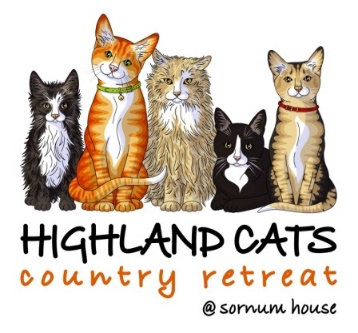 HIGHLAND CATS
country retreat
@ sornum house